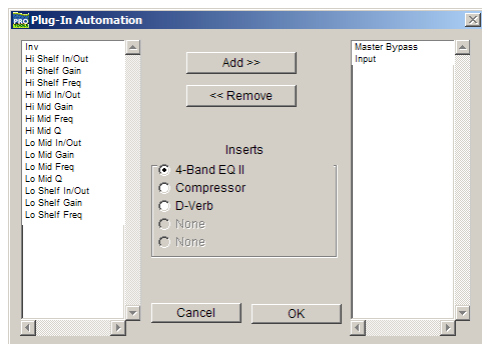 PRO TOOLS Plug-In Automation
Inv
Hi Shelf In/Out
Hi Shelf Gain
Hi Shelf Freq
Hi Mid In/Out
Hi Mid Gain
Hi Mid Freq
Hi Mid Q
Lo Mid In/Out
Lo Mid Gain
Lo Mid Freq
Lo Mid Q
Lo Shelf In/Out
Lo Shelf Gain
Lo Shelf Freq
Add >>
<< Remove
Inserts
4-Band EQ II
Compressor
D-Verb
None
None
Cancel
OK
Master Bypass
Input